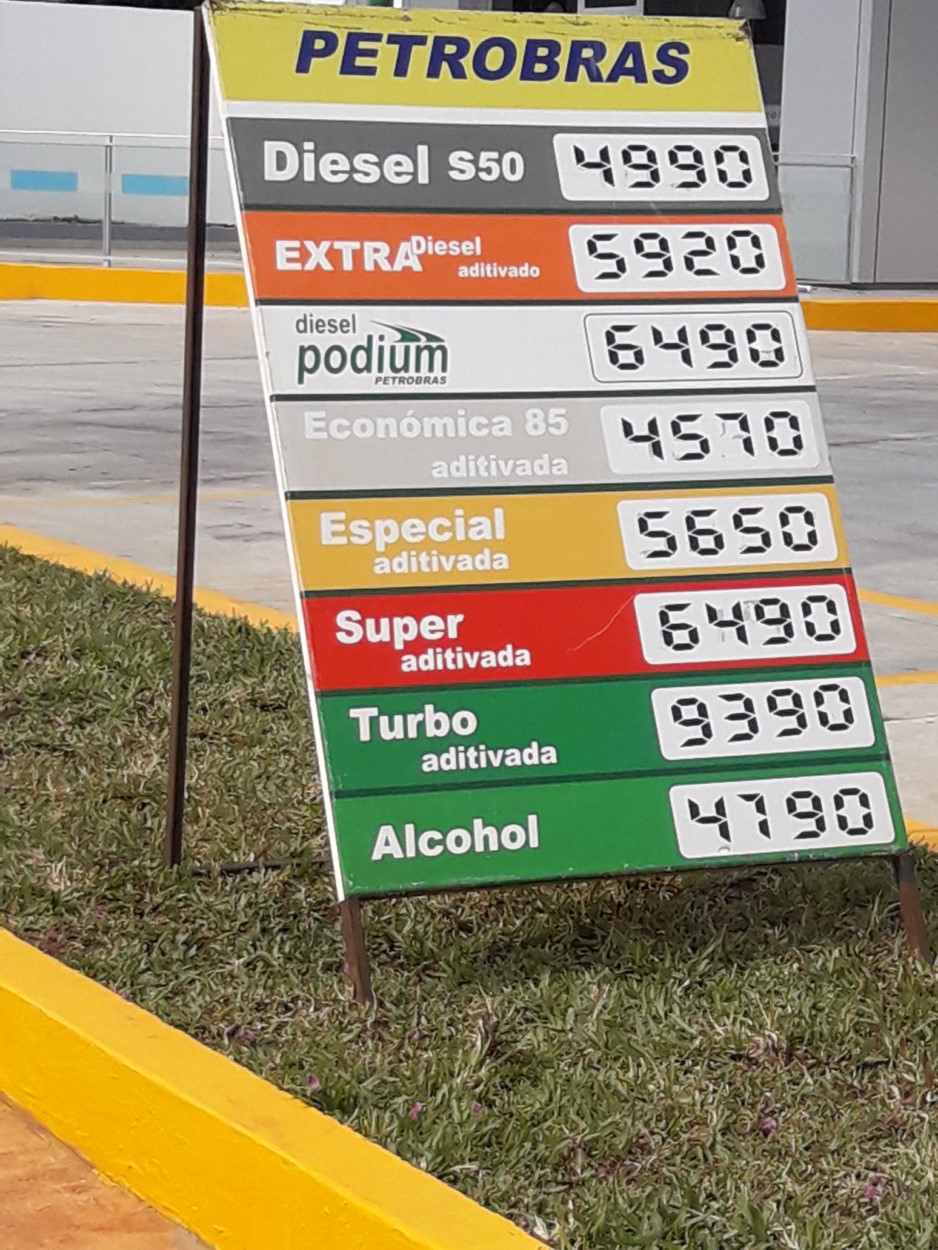 PETROBRAS
Diesel S50 4990
EXTRA Diesel aditivado 5920
diesel
podium 6490
PETROBRAS
Económica 85 4570
aditivada
Especial 5650
aditivada
Super 6490
aditivada
Turbo 9390
aditivada
Alcohol 4790